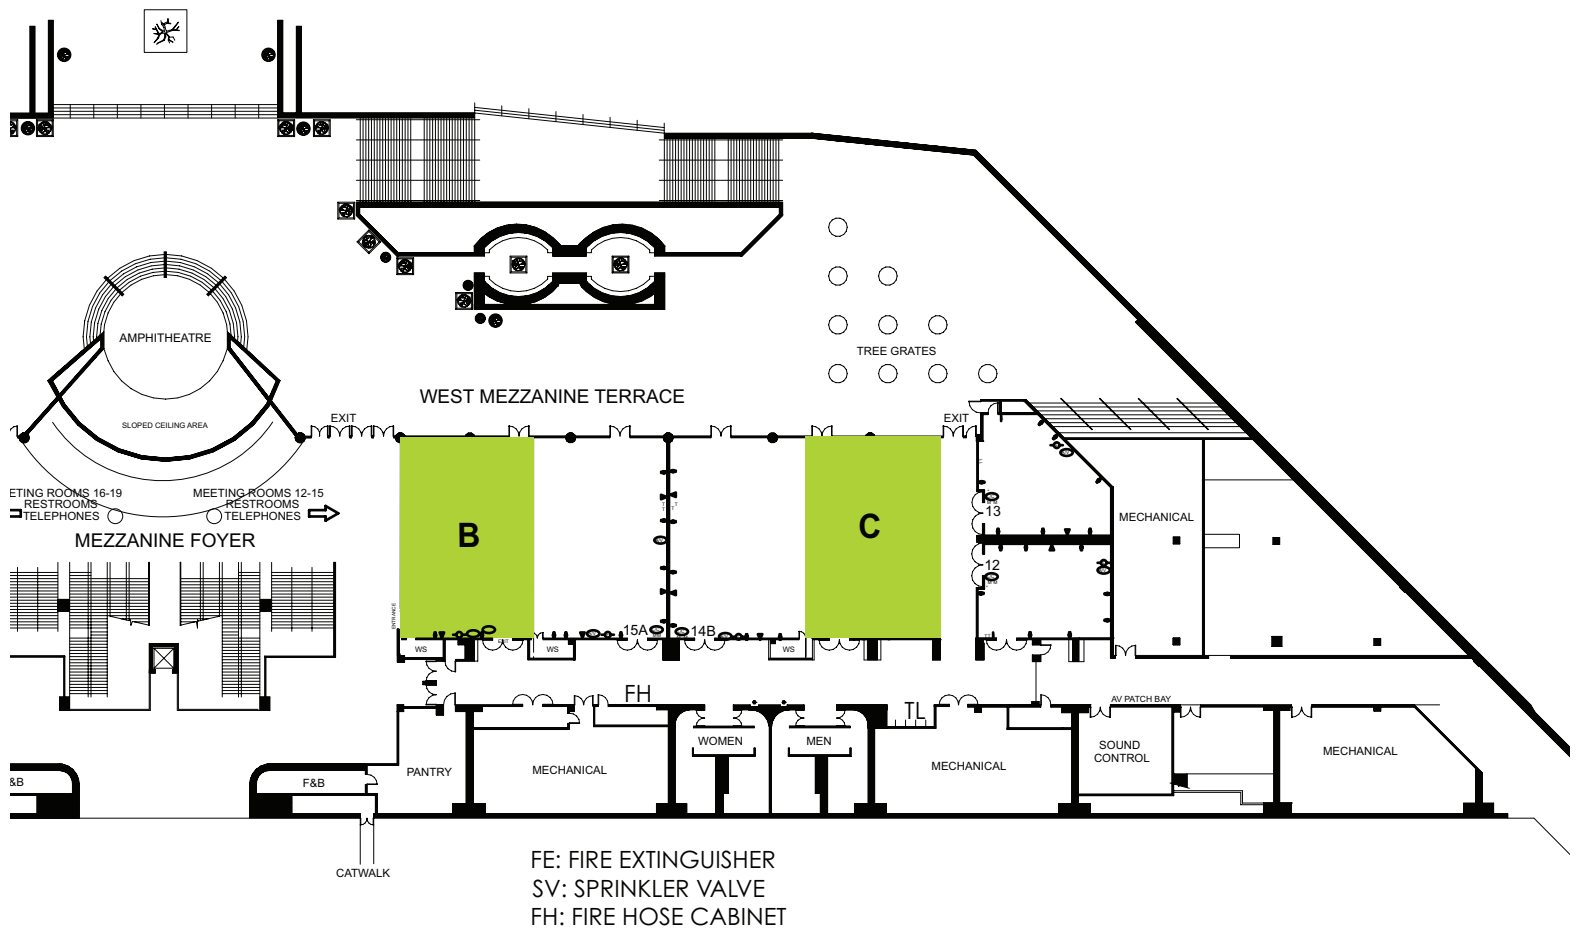 AMPHITHEATRE
TREE GRATES
WEST MEZZANINE TERRACE
EXIT
EXIT
SLOPED CEILING AREA
ETING ROOMS 16-19
RESTROOMS
TELEPHONES
MEETING ROOMS 12-15
RESTROOMS
TELEPHONES
MEZZANINE FOYER
B
C
13
12
MECHANICAL
ENTRANCE
15A
14B
WS
WS
WS
FH
TL
AV PATCH BAY
WOMEN
MEN
SOUND
CONTROL
MECHANICAL
PANTRY
MECHANICAL
MECHANICAL
&B
F&B
CATWALK
FE: FIRE EXTINGUISHER
SV: SPRINKLER VALVE
FH: FIRE HOSE CABINET